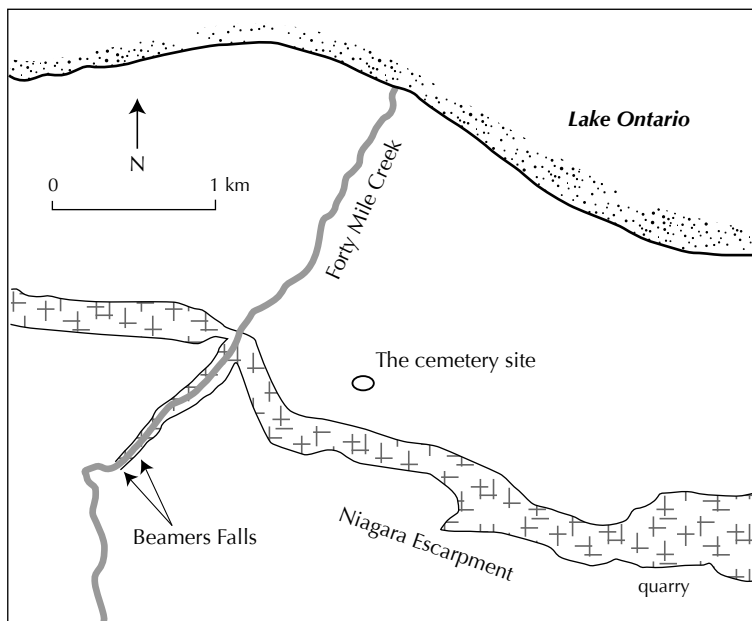 Lake Ontario
N
0 1 km
Forty Mile Creek
The cemetery site
Beamers Falls
Niagara Escarpment
quarry